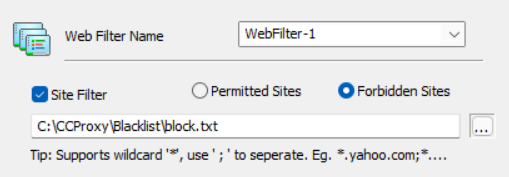 Web Filter Name WebFilter-1
Site Filter Permitted Sites Forbidden Sites
C:\CCProxy\Blacklist\block.txt ...
Tip: Supports wildcard '*', use ' ; ' to seperate. Eg. *.yahoo.com;*....